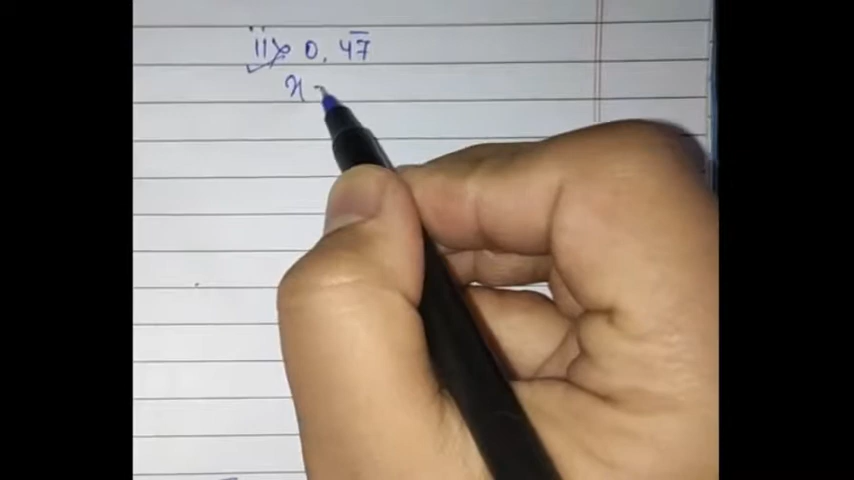 ii> 0.47̅
x =